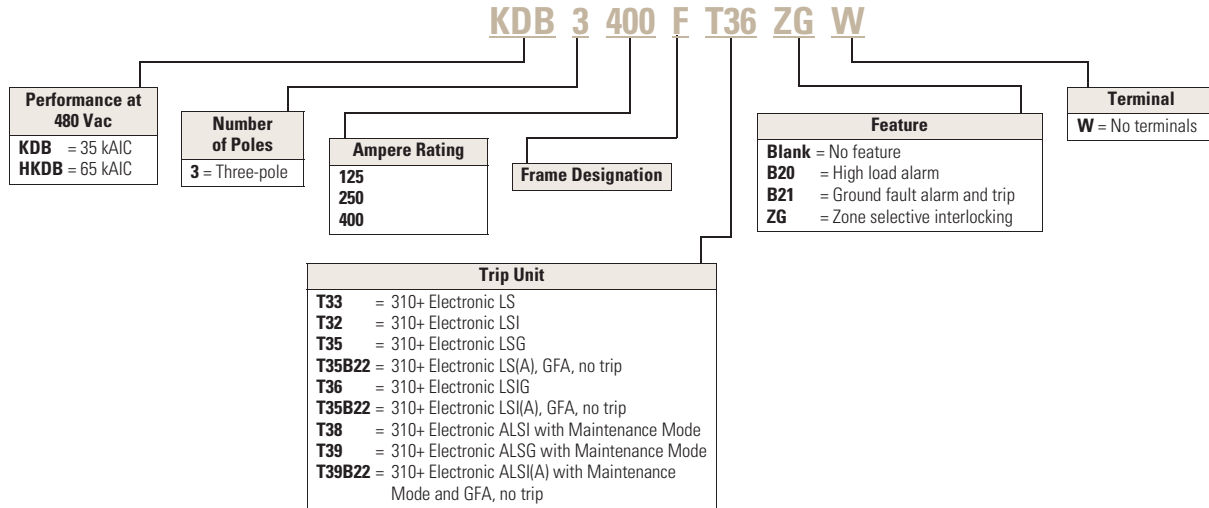 KDB 3 400 F T36 ZG W
Performance at
480 Vac
KDB = 35 kAIC
HKDB = 65 kAIC
Number
of Poles
3 = Three-pole
Ampere Rating
125
250
400
Frame Designation
Trip Unit
T33 = 310+ Electronic LS
T32 = 310+ Electronic LSI
T35 = 310+ Electronic LSG
T35B22 = 310+ Electronic LS(A), GFA, no trip
T36 = 310+ Electronic LSIG
T35B22 = 310+ Electronic LSI(A), GFA, no trip
T38 = 310+ Electronic ALSI with Maintenance Mode
T39 = 310+ Electronic ALSG with Maintenance Mode
T39B22 = 310+ Electronic ALSI(A) with Maintenance
Mode and GFA, no trip
Feature
Blank = No feature
B20 = High load alarm
B21 = Ground fault alarm and trip
ZG = Zone selective interlocking
Terminal
W = No terminals